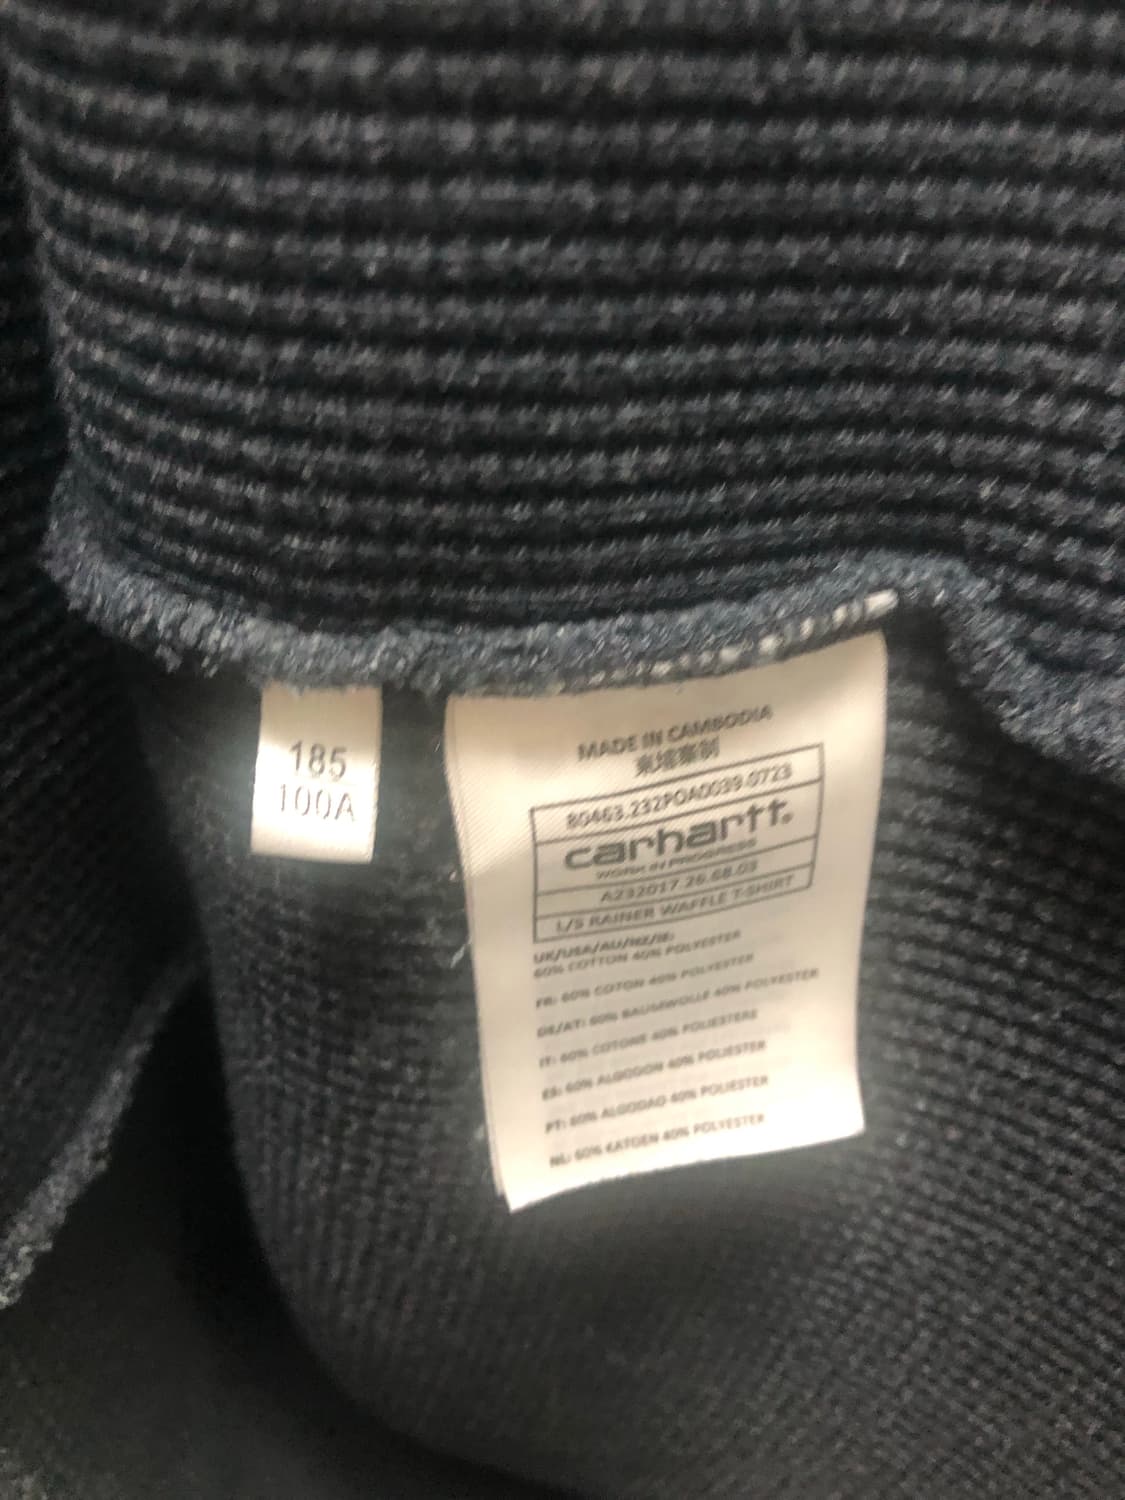 185
100A
MADE IN CAMBODIA
柬埔寨制
80463.232POA0039.0723
carhartt.
WORK IN PROGRESS
A232017 26.68.03
L/S RAINER WAFFLE T-SHIRT
UK/USA/AU/NZ/IE:
60% COTTON 40% POLYESTER
FR: 60% COTON 40% POLYESTER
DE/AT: 60% BAUMWOLLE 40% POLYESTER
IT: 60% COTONE 40% POLIESTERE
ES: 60% ALGODON 40% POLIESTER
PT: 60% ALGODAO 40% POLIESTER
NL: 60% KATOEN 40% POLYESTER